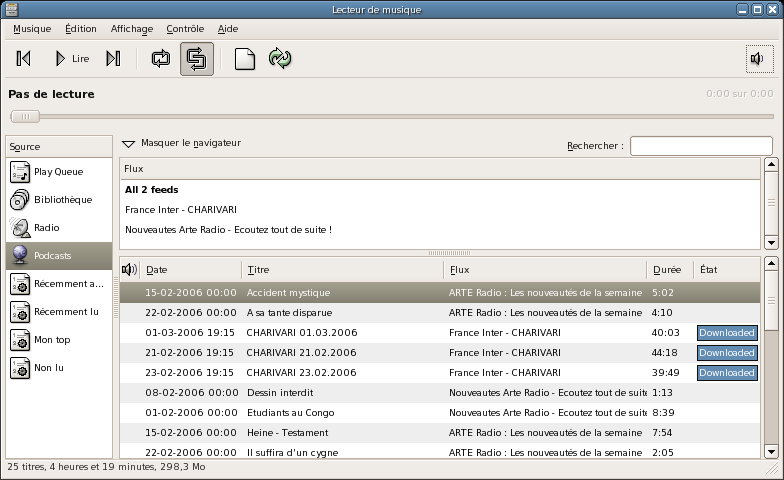 Lecteur de musique
Musique Édition Affichage Contrôle Aide
Lire
Pas de lecture 0:00 sur 0:00
Source
Play Queue
Bibliothèque
Radio
Podcasts
Récemment a...
Récemment lu
Mon top
Non lu
Masquer le navigateur Rechercher :
Flux
All 2 feeds
France Inter - CHARIVARI
Nouveautes Arte Radio - Ecoutez tout de suite !
Date Titre Flux Durée État
15-02-2006 00:00 Accident mystique ARTE Radio : Les nouveautés de la semaine 5:02
22-02-2006 00:00 A sa tante disparue ARTE Radio : Les nouveautés de la semaine 4:10
01-03-2006 19:15 CHARIVARI 01.03.2006 France Inter - CHARIVARI 40:03 Downloaded
21-02-2006 19:15 CHARIVARI 21.02.2006 France Inter - CHARIVARI 44:18 Downloaded
23-02-2006 19:15 CHARIVARI 23.02.2006 France Inter - CHARIVARI 39:49 Downloaded
08-02-2006 00:00 Dessin interdit Nouveautes Arte Radio - Ecoutez tout de suite 1:13
01-02-2006 00:00 Etudiants au Congo Nouveautes Arte Radio - Ecoutez tout de suite 8:39
15-02-2006 00:00 Heine - Testament ARTE Radio : Les nouveautés de la semaine 7:54
22-02-2006 00:00 Il suffira d'un cygne ARTE Radio : Les nouveautés de la semaine 2:05
25 titres, 4 heures et 19 minutes, 298,3 Mo